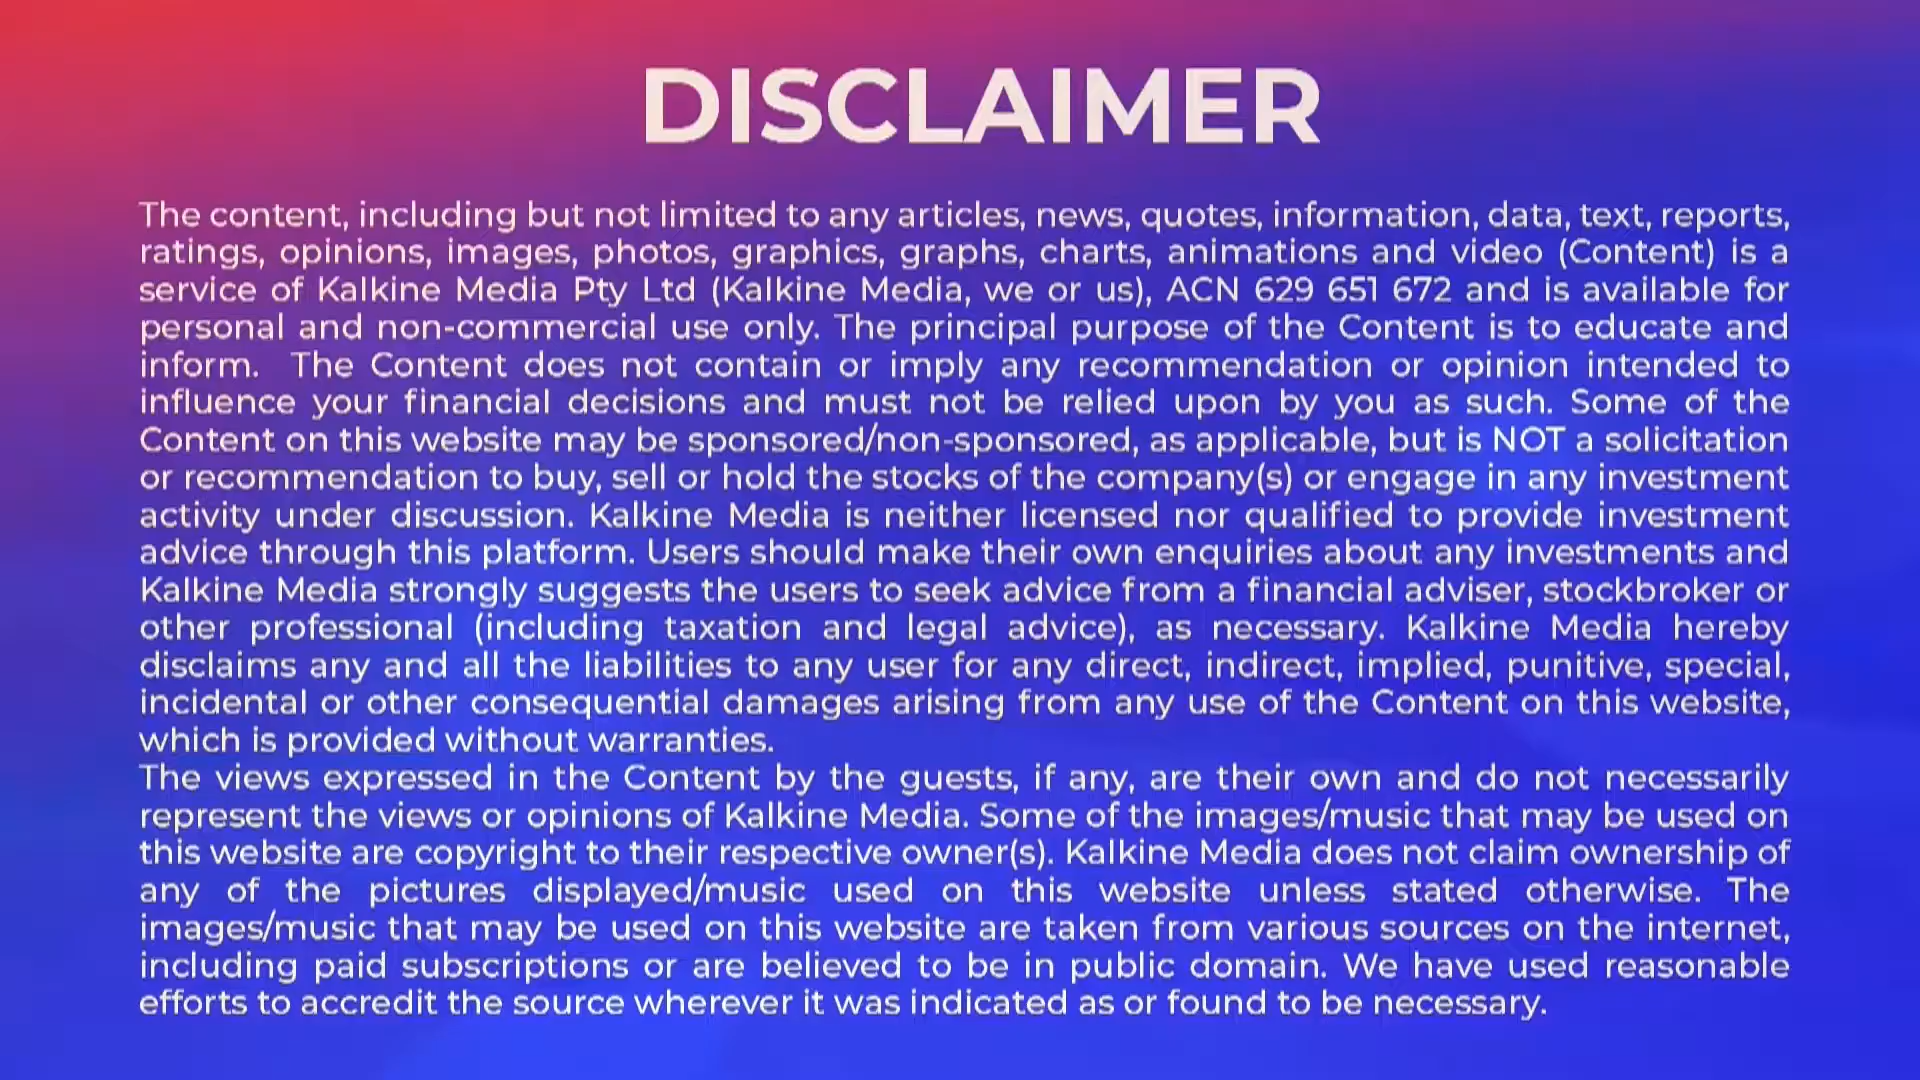 DISCLAIMER
The content, including but not limited to any articles, news, quotes, information, data, text, reports,
ratings, opinions, images, photos, graphics, graphs, charts, animations and video (Content) is a
service of Kalkine Media Pty Ltd (Kalkine Media, we or us), ACN 629 651 672 and is available for
personal and non-commercial use only. The principal purpose of the Content is to educate and
inform.  The Content does not contain or imply any recommendation or opinion intended to
influence your financial decisions and must not be relied upon by you as such. Some of the
Content on this website may be sponsored/non-sponsored, as applicable, but is NOT a solicitation
or recommendation to buy, sell or hold the stocks of the company(s) or engage in any investment
activity under discussion. Kalkine Media is neither licensed nor qualified to provide investment
advice through this platform. Users should make their own enquiries about any investments and
Kalkine Media strongly suggests the users to seek advice from a financial adviser, stockbroker or
other professional (including taxation and legal advice), as necessary. Kalkine Media hereby
disclaims any and all the liabilities to any user for any direct, indirect, implied, punitive, special,
incidental or other consequential damages arising from any use of the Content on this website,
which is provided without warranties.
The views expressed in the Content by the guests, if any, are their own and do not necessarily
represent the views or opinions of Kalkine Media. Some of the images/music that may be used on
this website are copyright to their respective owner(s). Kalkine Media does not claim ownership of
any of the pictures displayed/music used on this website unless stated otherwise. The
images/music that may be used on this website are taken from various sources on the internet,
including paid subscriptions or are believed to be in public domain. We have used reasonable
efforts to accredit the source wherever it was indicated as or found to be necessary.